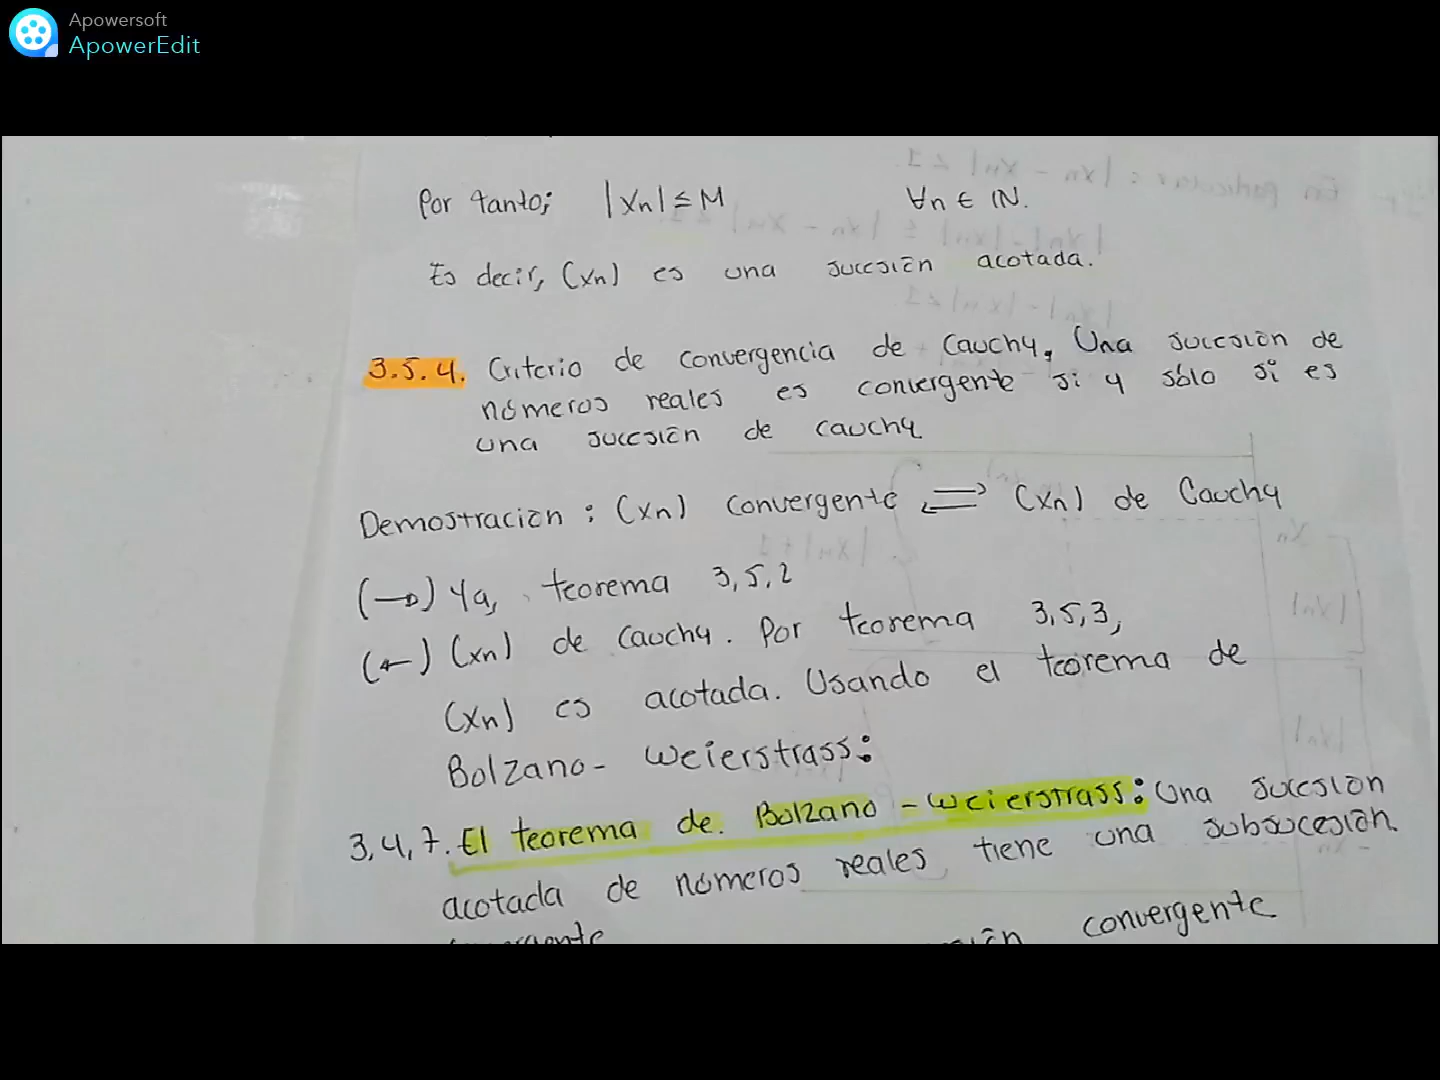 Apowersoft
ApowerEdit
Por tanto; |Xn| ≤ M ∀n ∈ IN.
Es decir, (Xn) es una sucesión acotada.
3.5.4. Criterio de convergencia de Cauchy. Una sucesión de
números reales es convergente si y sólo si es
una sucesión de Cauchy
Demostración: (Xn) convergente ⇌ (Xn) de Cauchy
(→) Ya, teorema 3,5,2
(←) (Xn) de Cauchy. Por teorema 3,5,3,
(Xn) es acotada. Usando el teorema de
Bolzano- Weierstrass:
3,4,7. El teorema de. Bolzano - Weierstrass: Una sucesión
acotada de números reales tiene una subsucesión.
convergente